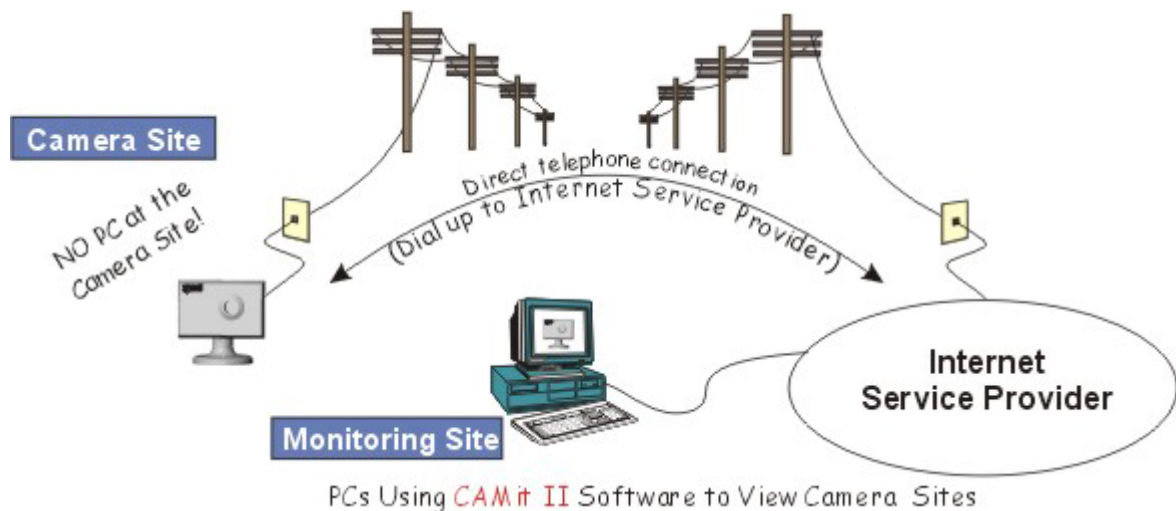 Camera Site
NO PC at the
Camera Site!
Direct telephone connection
(Dial up to Internet Service Provider)
Internet
Service Provider
Monitoring Site
PCs Using CAMit II Software to View Camera Sites